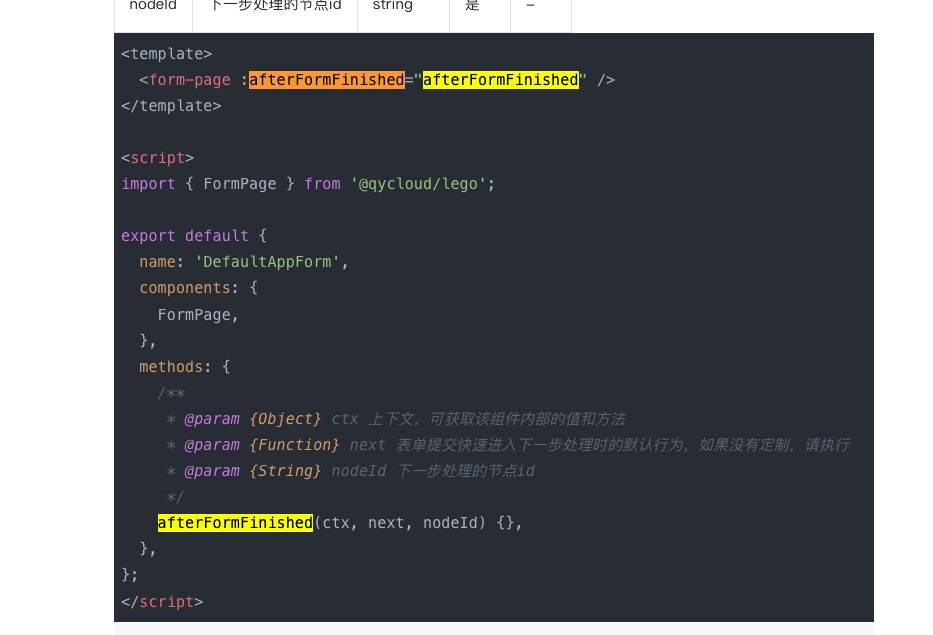 nodeId 下一步处理的节点id string 是 –
<template>
<form-page :afterFormFinished="afterFormFinished" />
</template>
<script>
import { FormPage } from '@qycloud/lego';
export default {
name: 'DefaultAppForm',
components: {
FormPage,
},
methods: {
/**
* @param {Object} ctx 上下文，可获取该组件内部的值和方法
* @param {Function} next 表单提交快速进入下一步处理时的默认行为，如果没有定制，请执行
* @param {String} nodeId 下一步处理的节点id
*/
afterFormFinished(ctx, next, nodeId) {},
},
};
</script>